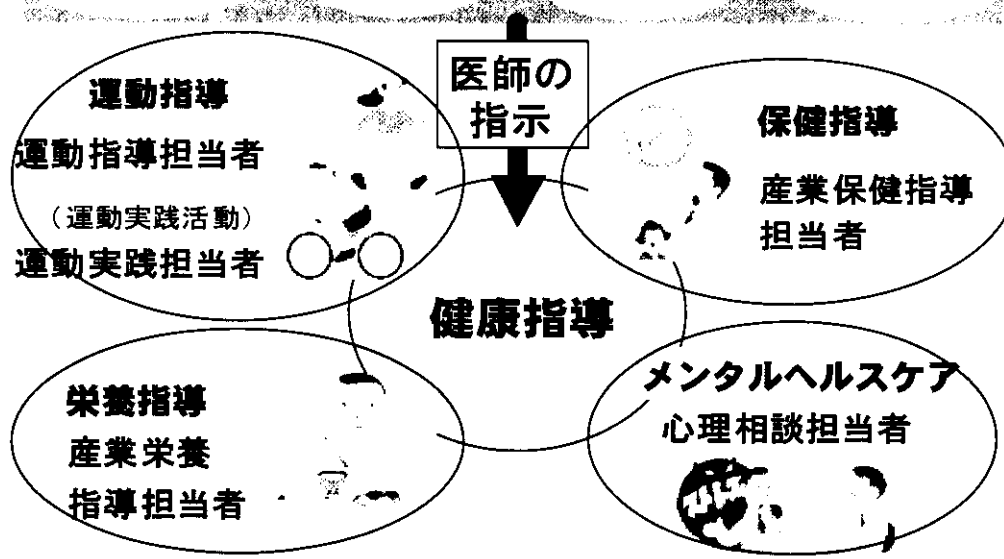 医師の
指示
運動指導
運動指導担当者
（運動実践活動）
運動実践担当者
保健指導
産業保健指導
担当者
健康指導
栄養指導
産業栄養
指導担当者
メンタルヘルスケア
心理相談担当者